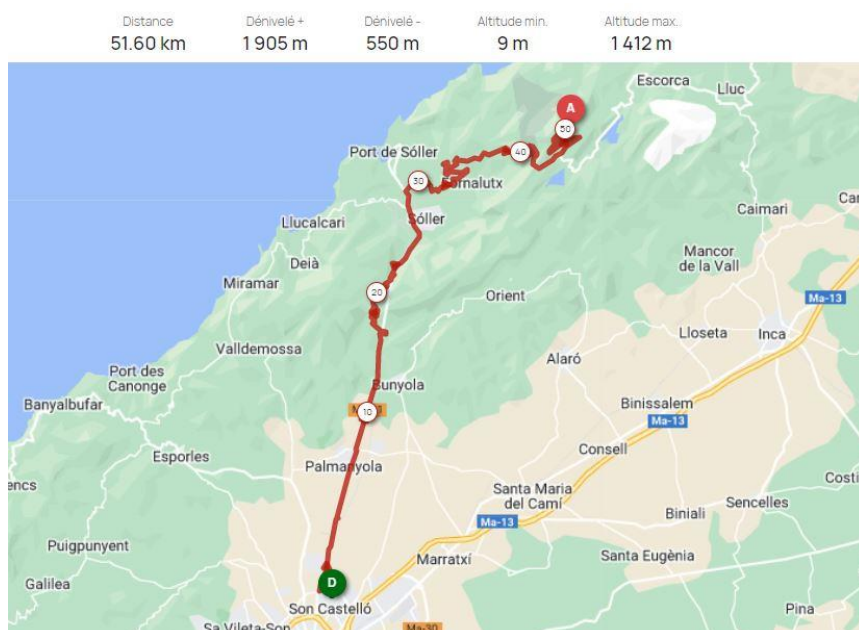 Distance
Dénivelé +
Dénivelé -
Altitude min.
Altitude max.
51.60 km
1 905 m
550 m
9 m
1 412 m
Escorca
Lluc
A
50
Port de Sóller
40
30
Fornalutx
Caimari
Llucalcari
Sóller
Deià
Mancor
de la Vall
Miramar
20
Orient
Ma-13
Lloseta
Inca
Valldemossa
Alaró
Port des
Canonge
Bunyola
Banyalbufar
10
Binissalem
Ma-13
Esporles
Consell
Palmanyola
Santa Maria
del Camí
Sencelles
Biniali
Ma-13
Puigpunyent
Marratxí
Santa Eugènia
Galilea
D
Son Castelló
Pina
Sa Vileta-Son
Ma-30